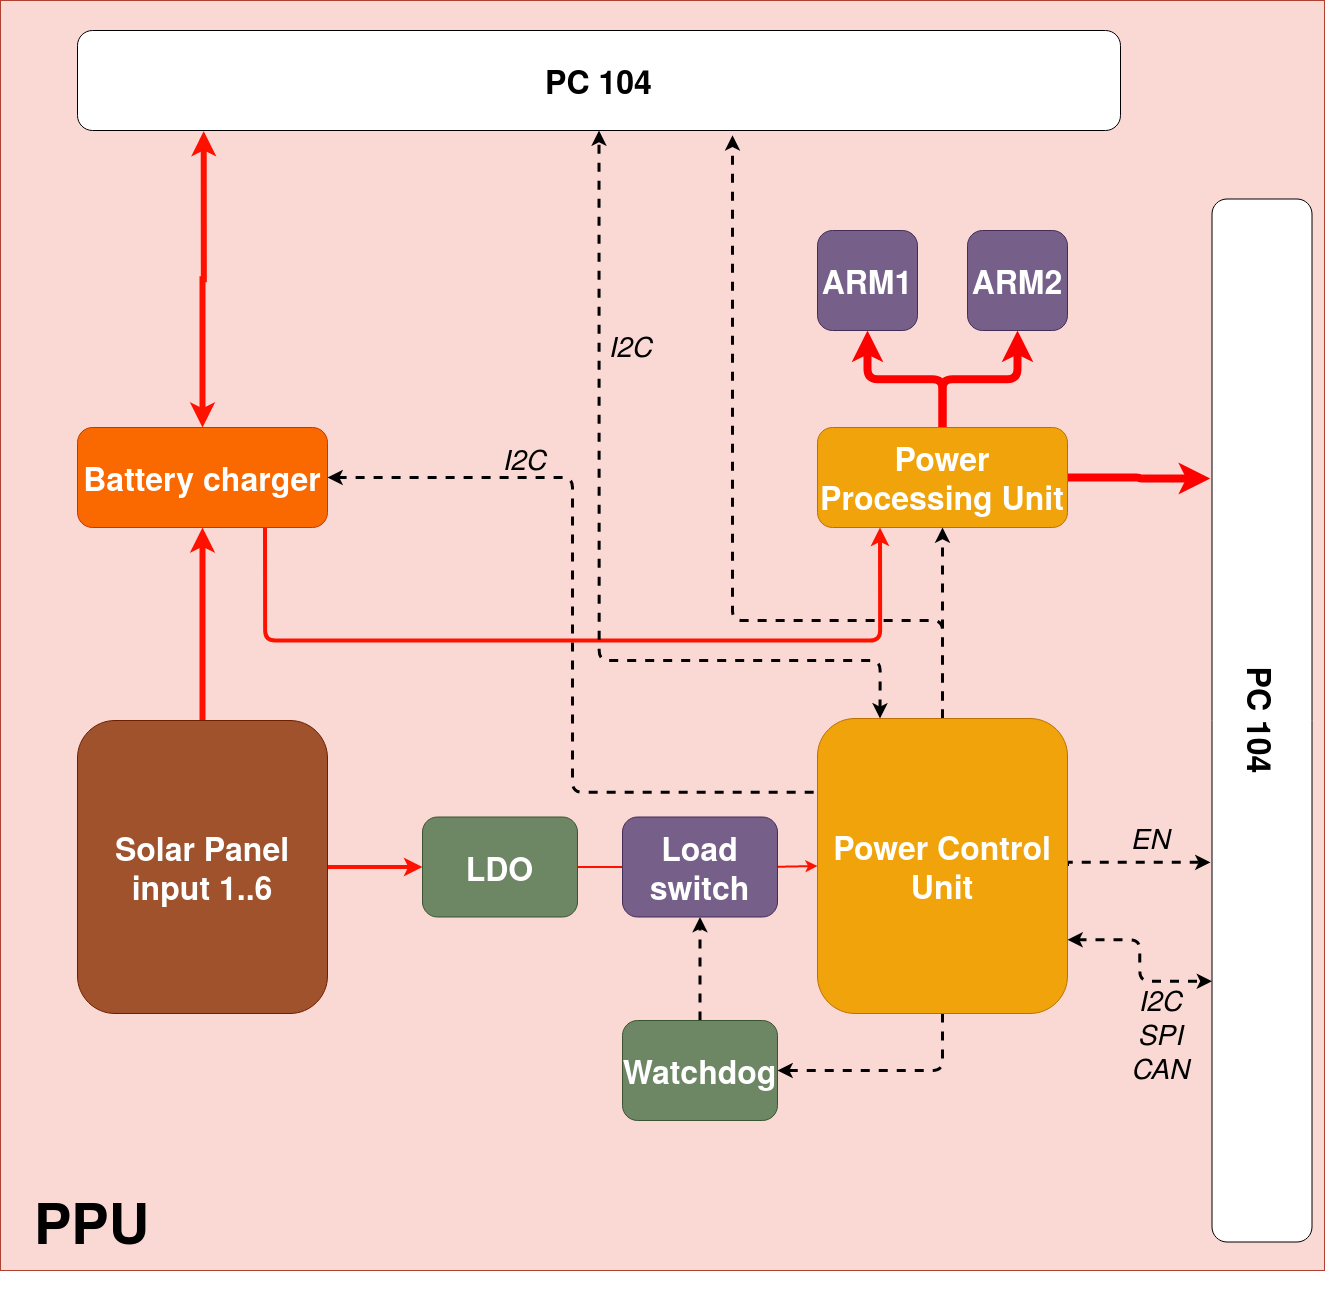 PC 104
ARM1
ARM2
I2C
Battery charger
I2C
Power
Processing Unit
PC 104
Solar Panel
input 1..6
LDO
Load
switch
Power Control
Unit
EN
I2C
SPI
CAN
Watchdog
PPU